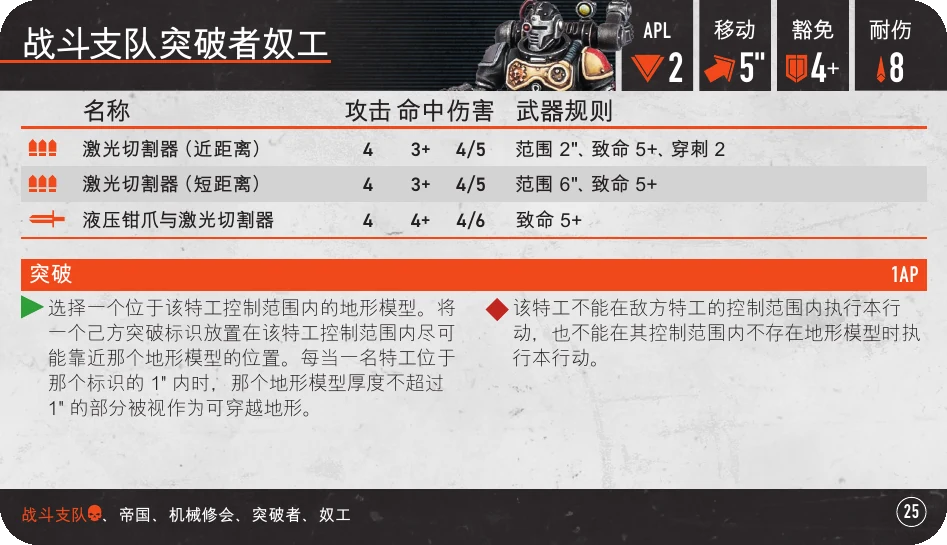 战斗支队突破者奴工
APL 移动 豁免 耐伤
2 5" 4+ 8
名称 攻击 命中 伤害 武器规则
激光切割器（近距离） 4 3+ 4/5 范围 2"、致命 5+、穿刺 2
激光切割器（短距离） 4 3+ 4/5 范围 6"、致命 5+
液压钳爪与激光切割器 4 4+ 4/6 致命 5+
突破 1AP
选择一个位于该特工控制范围内的地形模型。将
一个己方突破标识放置在该特工控制范围内尽可
能靠近那个地形模型的位置。每当一名特工位于
那个标识的 1" 内时，那个地形模型厚度不超过
1" 的部分被视作为可穿越地形。
该特工不能在敌方特工的控制范围内执行本行
动，也不能在其控制范围内不存在地形模型时执
行本行动。
战斗支队、帝国、机械修会、突破者、奴工
25